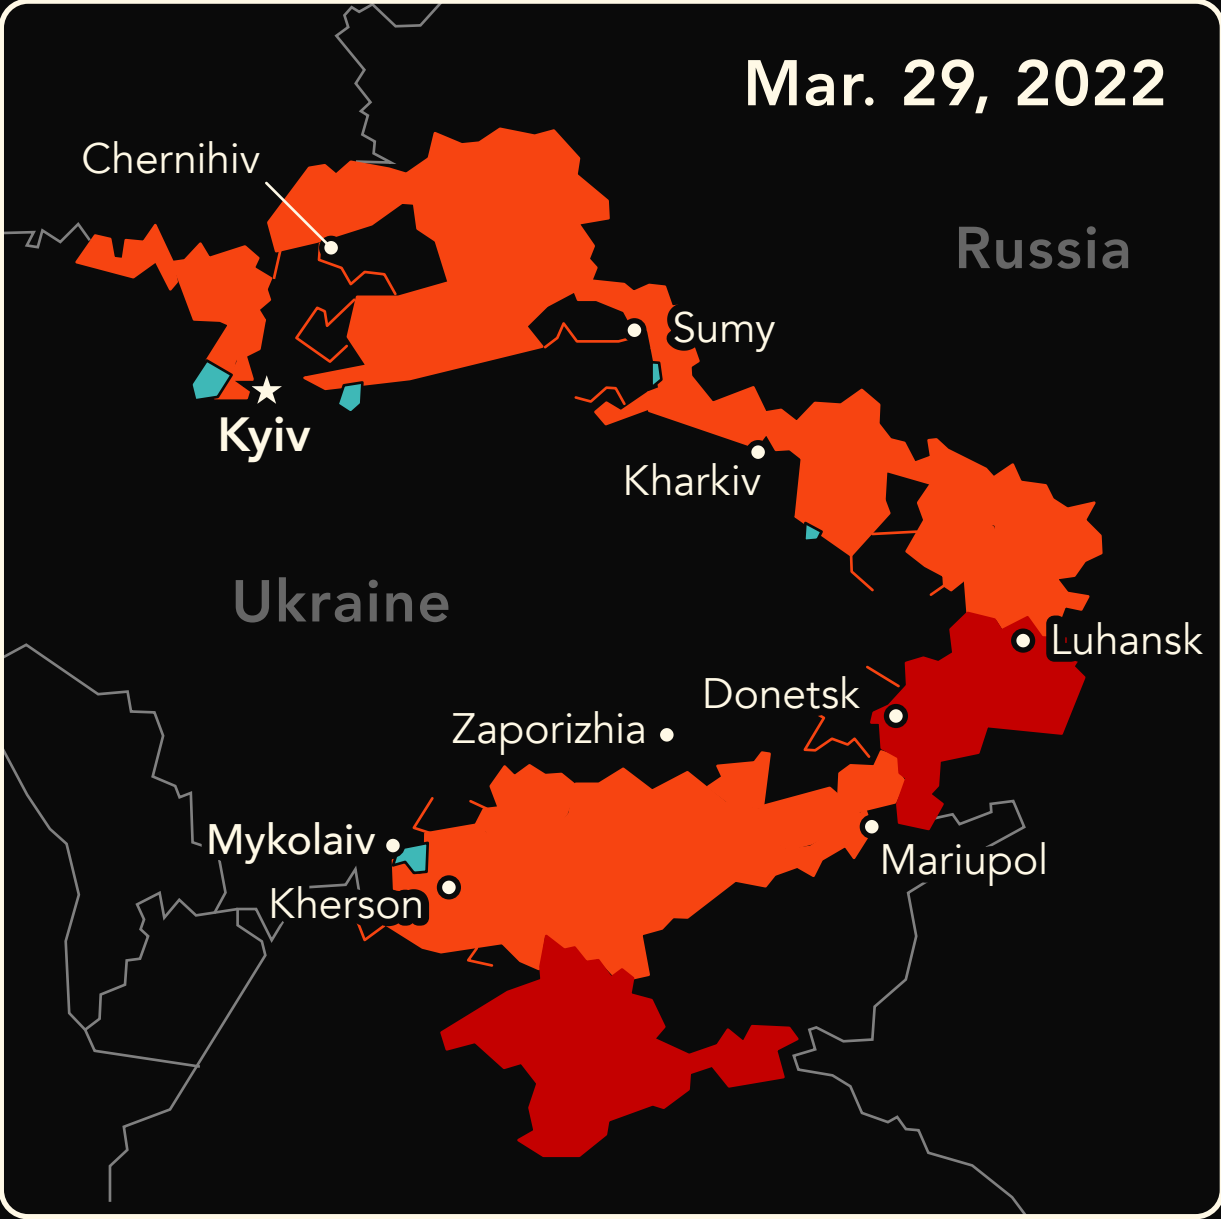 Mar. 29, 2022
Chernihiv
Russia
Sumy
Kyiv
Kharkiv
Ukraine
Luhansk
Donetsk
Zaporizhia
Mykolaiv
Mariupol
Kherson